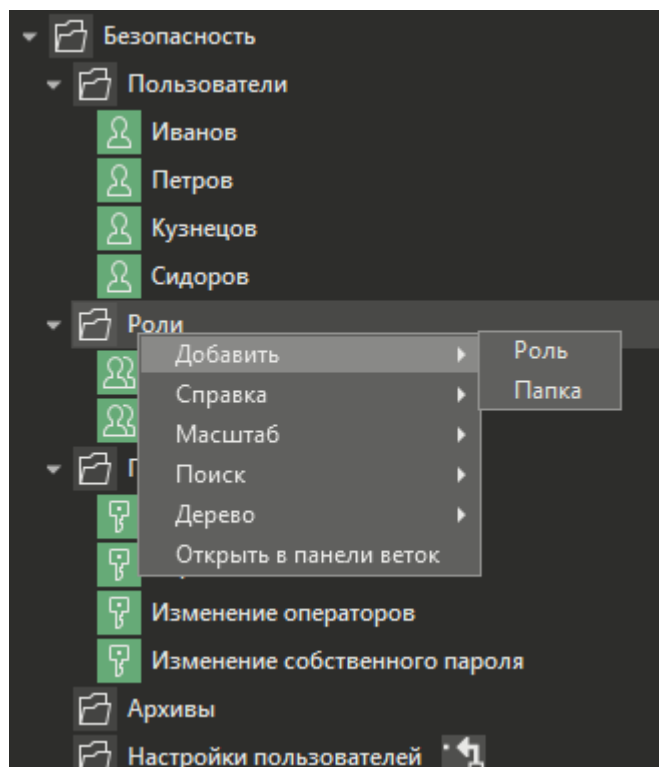 Безопасность
Пользователи
Иванов
Петров
Кузнецов
Сидоров
Роли
Добавить
Роль
Справка
Папка
Масштаб
Поиск
Дерево
Открыть в панели веток
Изменение операторов
Изменение собственного пароля
Архивы
Настройки пользователей